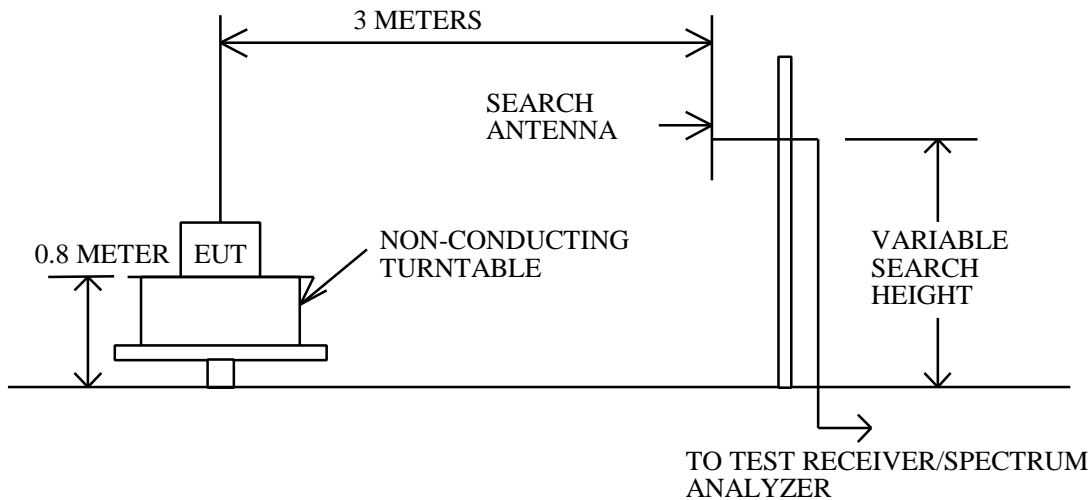 3 METERS
SEARCH
ANTENNA
0.8 METER
EUT
NON-CONDUCTING
TURNTABLE
VARIABLE
SEARCH
HEIGHT
TO TEST RECEIVER/SPECTRUM
ANALYZER